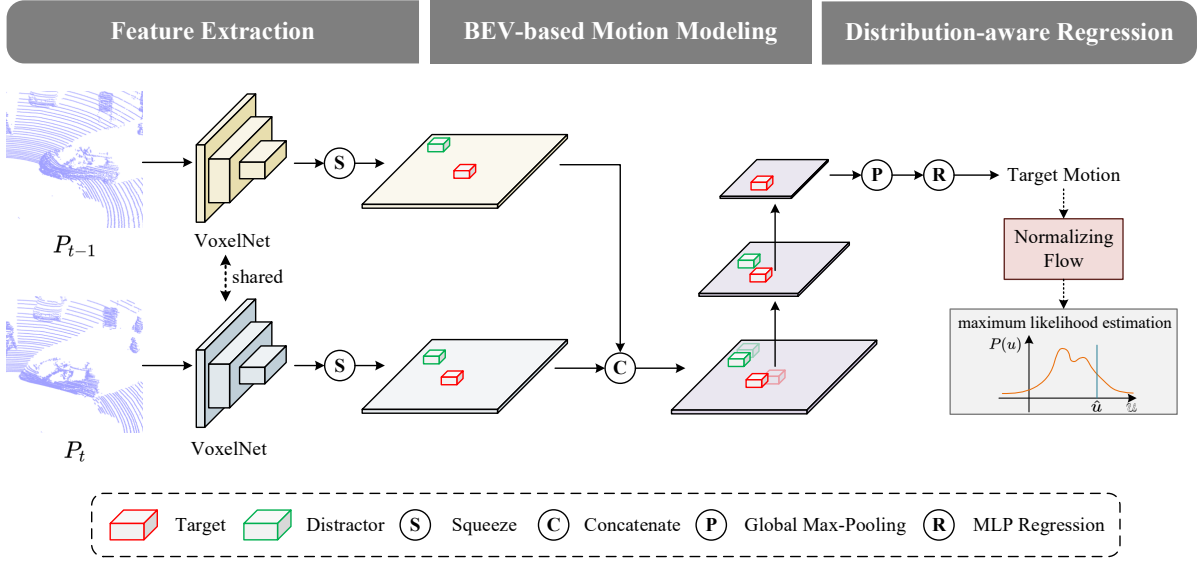 Feature Extraction
BEV-based Motion Modeling
Distribution-aware Regression
P_{t-1}
VoxelNet
S
shared
P_t
VoxelNet
S
C
P
R
Target Motion
Normalizing
Flow
maximum likelihood estimation
P(u)
û
u
Target
Distractor
S Squeeze
C Concatenate
P Global Max-Pooling
R MLP Regression